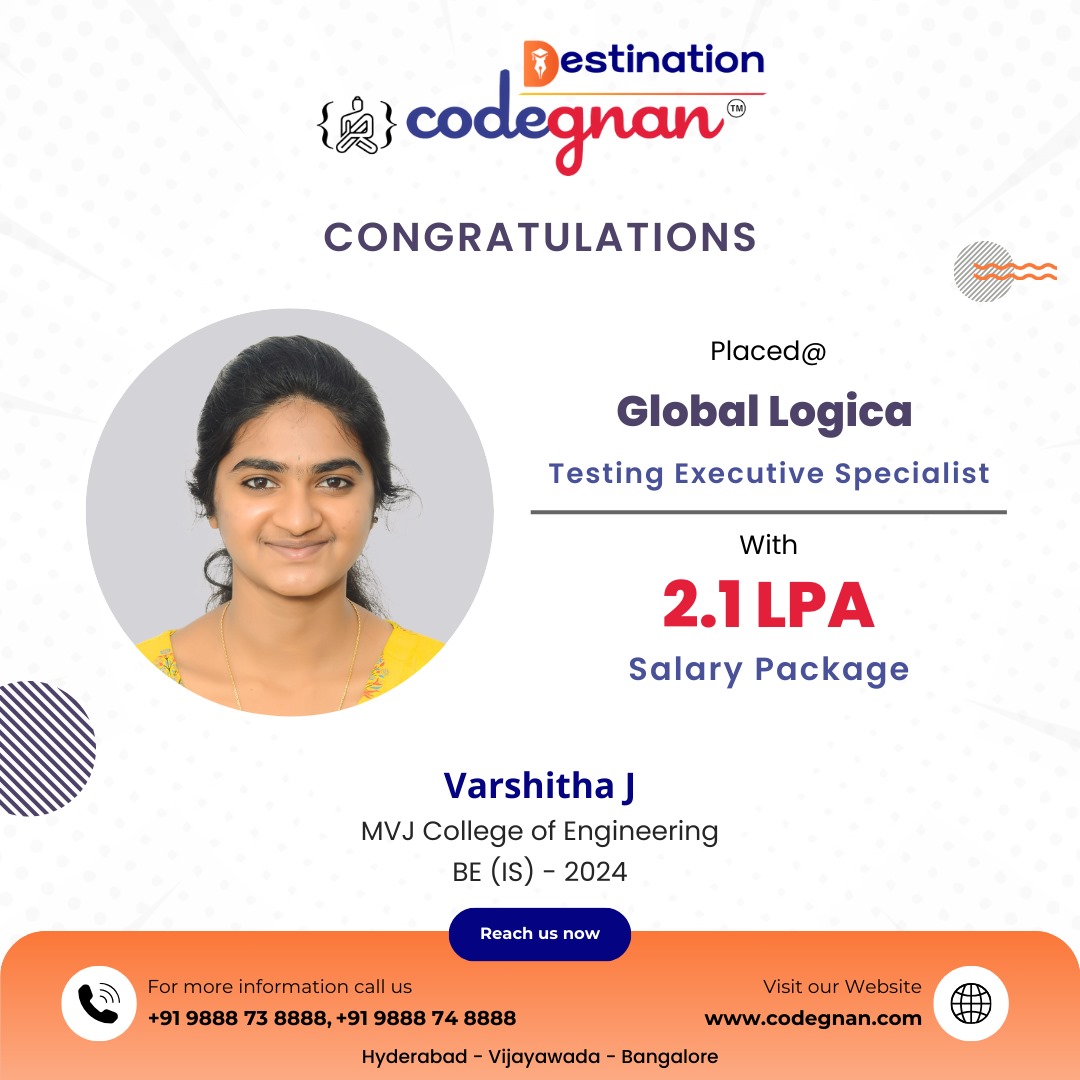 Destination
codegnan™
CONGRATULATIONS
Placed@
Global Logica
Testing Executive Specialist
With
2.1 LPA
Salary Package
Varshitha J
MVJ College of Engineering
BE (IS) - 2024
Reach us now
For more information call us
+91 9888 73 8888, +91 9888 74 8888
Visit our Website
www.codegnan.com
Hyderabad - Vijayawada - Bangalore